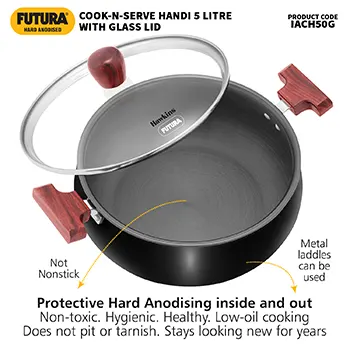 FUTURA
HARD ANODISED
COOK-N-SERVE HANDI 5 LITRE
WITH GLASS LID
PRODUCT CODE
IACH50G
Hawkins
FUTURA
Not
Nonstick
Metal
laddles
can be
used
Protective Hard Anodising inside and out
Non-toxic. Hygienic. Healthy. Low-oil cooking
Does not pit or tarnish. Stays looking new for years